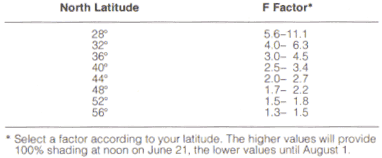 North Latitude F Factor*
28° 5.6–11.1
32° 4.0– 6.3
36° 3.0– 4.5
40° 2.5– 3.4
44° 2.0– 2.7
48° 1.7– 2.2
52° 1.5– 1.8
56° 1.3– 1.5
* Select a factor according to your latitude. The higher values will provide
100% shading at noon on June 21, the lower values until August 1.